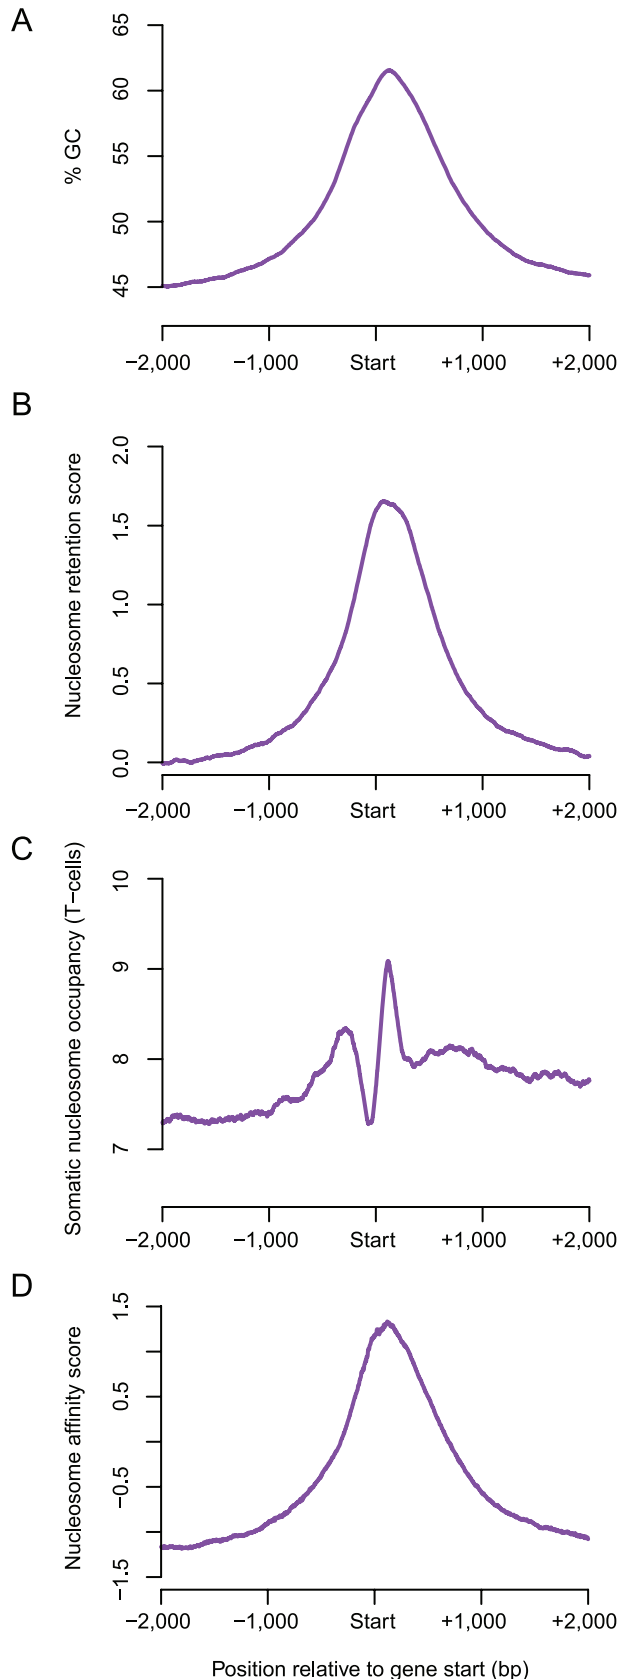 A
% GC
65
60
55
50
45
−2,000 −1,000 Start +1,000 +2,000
B
Nucleosome retention score
2.0
1.5
1.0
0.5
0.0
−2,000 −1,000 Start +1,000 +2,000
C
Somatic nucleosome occupancy (T−cells)
10
9
8
7
−2,000 −1,000 Start +1,000 +2,000
D
Nucleosome affinity score
1.5
0.5
−0.5
−1.5
−2,000 −1,000 Start +1,000 +2,000
Position relative to gene start (bp)